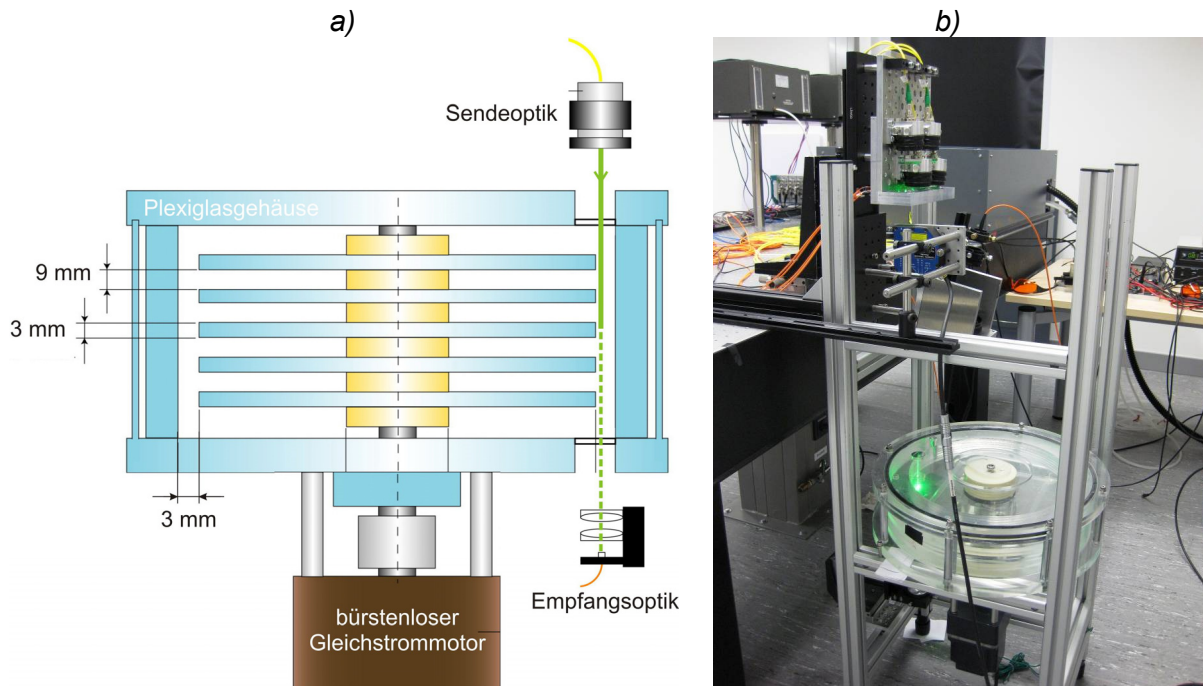 a)
b)
Sendeoptik
Plexiglasgehäuse
9 mm
3 mm
3 mm
Empfangsoptik
bürstenloser
Gleichstrommotor